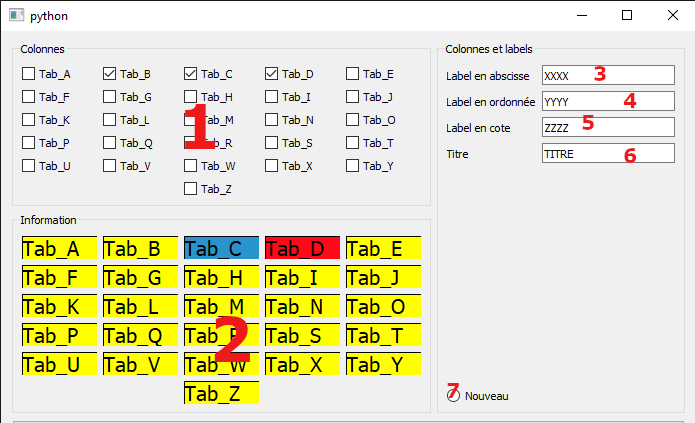 python
Colonnes
Tab_A Tab_B Tab_C Tab_D Tab_E
Tab_F Tab_G Tab_H Tab_I Tab_J
Tab_K Tab_L Tab_M Tab_N Tab_O
Tab_P Tab_Q Tab_R Tab_S Tab_T
Tab_U Tab_V Tab_W Tab_X Tab_Y
Tab_Z
1
Information
Tab_A Tab_B Tab_C Tab_D Tab_E
Tab_F Tab_G Tab_H Tab_I Tab_J
Tab_K Tab_L Tab_M Tab_N Tab_O
Tab_P Tab_Q Tab_R Tab_S Tab_T
Tab_U Tab_V Tab_W Tab_X Tab_Y
Tab_Z
2
Colonnes et labels
Label en abscisse XXXX 3
Label en ordonnée YYYY 4
Label en cote ZZZZ 5
Titre TITRE 6
7 Nouveau